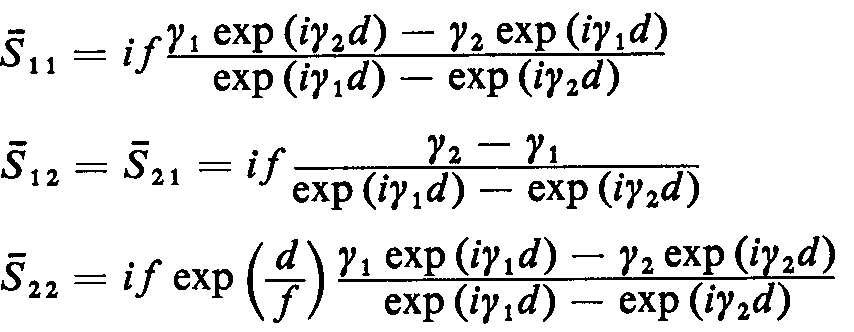 S̄₁₁ = if (γ₁ exp (iγ₂d) − γ₂ exp (iγ₁d)) / (exp (iγ₁d) − exp (iγ₂d))
S̄₁₂ = S̄₂₁ = if (γ₂ − γ₁) / (exp (iγ₁d) − exp (iγ₂d))
S̄₂₂ = if exp (d/f) (γ₁ exp (iγ₁d) − γ₂ exp (iγ₂d)) / (exp (iγ₁d) − exp (iγ₂d))